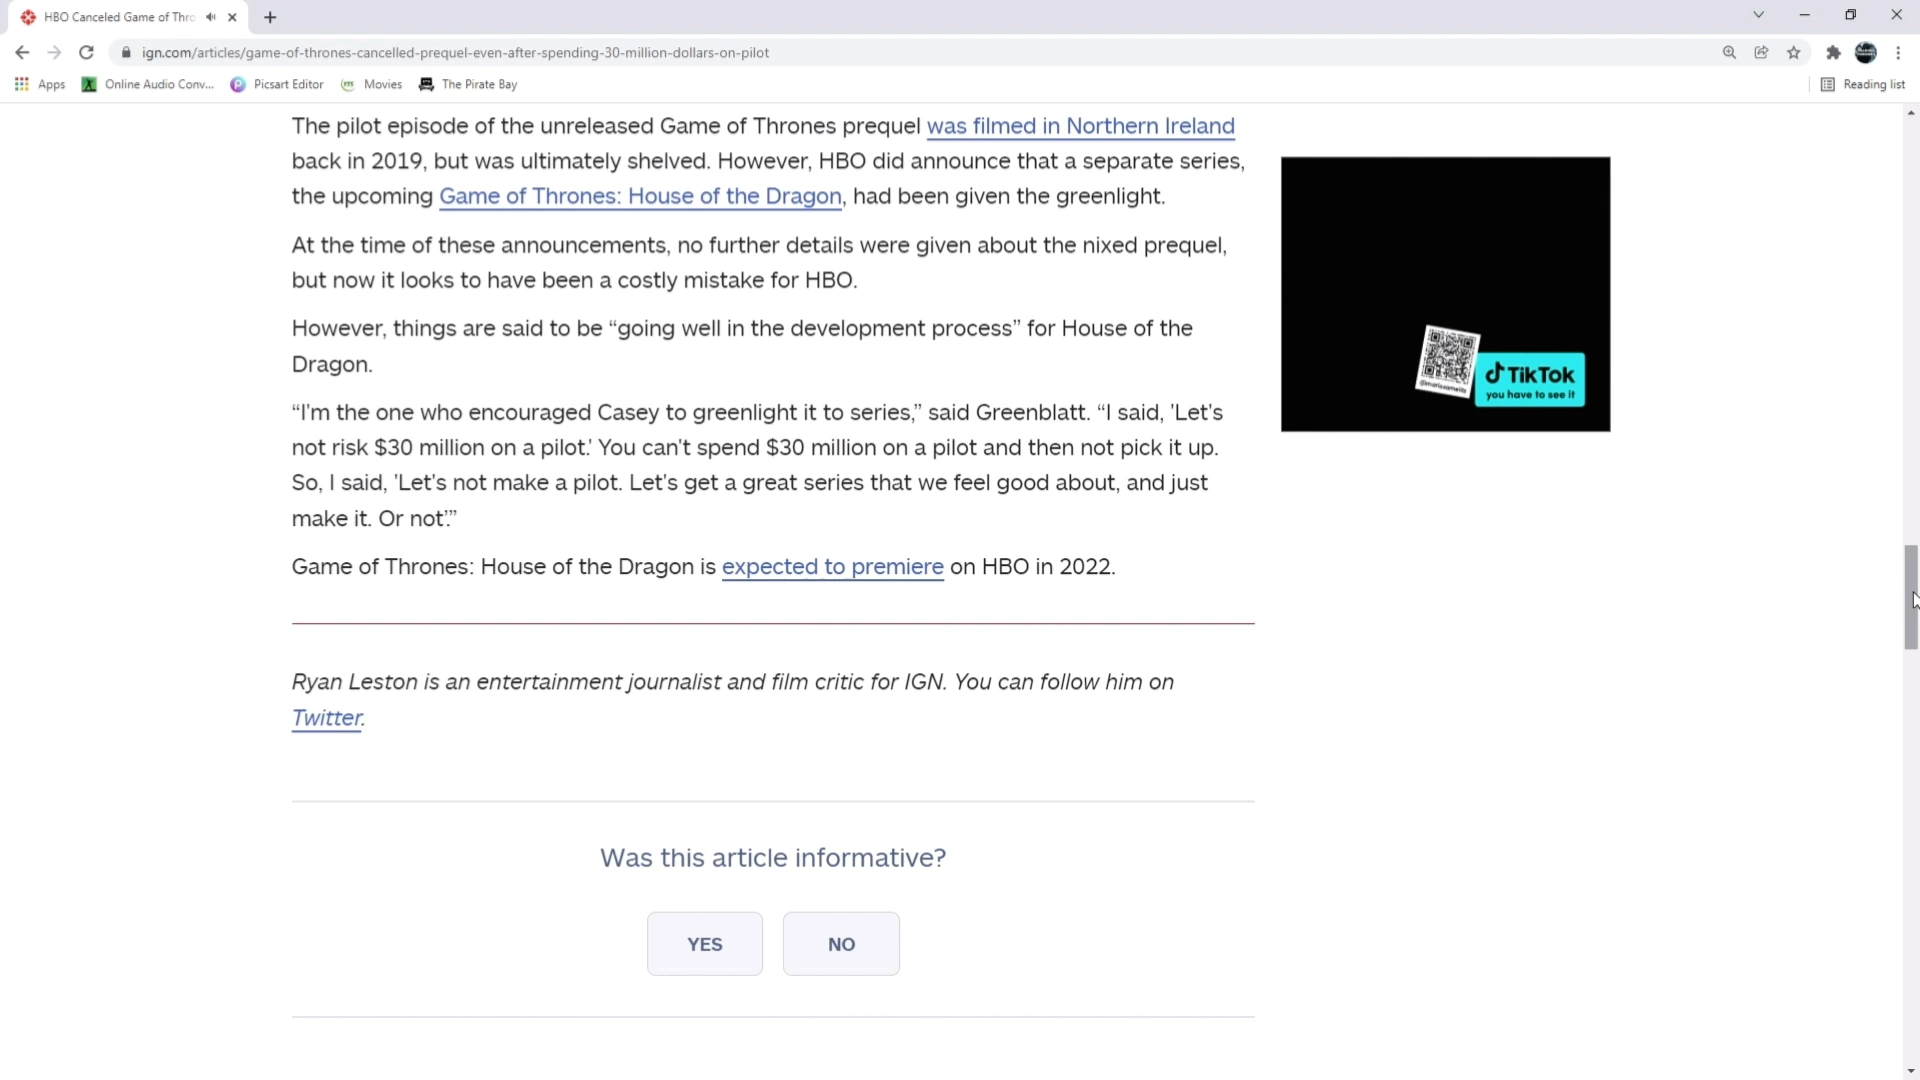 HBO Canceled Game of Thro
ign.com/articles/game-of-thrones-cancelled-prequel-even-after-spending-30-million-dollars-on-pilot
Apps
Online Audio Conv...
Picsart Editor
Movies
The Pirate Bay
Reading list
The pilot episode of the unreleased Game of Thrones prequel was filmed in Northern Ireland
back in 2019, but was ultimately shelved. However, HBO did announce that a separate series,
the upcoming Game of Thrones: House of the Dragon, had been given the greenlight.
At the time of these announcements, no further details were given about the nixed prequel,
but now it looks to have been a costly mistake for HBO.
However, things are said to be “going well in the development process” for House of the
Dragon.
“I'm the one who encouraged Casey to greenlight it to series,” said Greenblatt. “I said, 'Let's
not risk $30 million on a pilot.' You can't spend $30 million on a pilot and then not pick it up.
So, I said, 'Let's not make a pilot. Let's get a great series that we feel good about, and just
make it. Or not'.”
Game of Thrones: House of the Dragon is expected to premiere on HBO in 2022.
Ryan Leston is an entertainment journalist and film critic for IGN. You can follow him on
Twitter.
Was this article informative?
YES
NO
TikTok
you have to see it